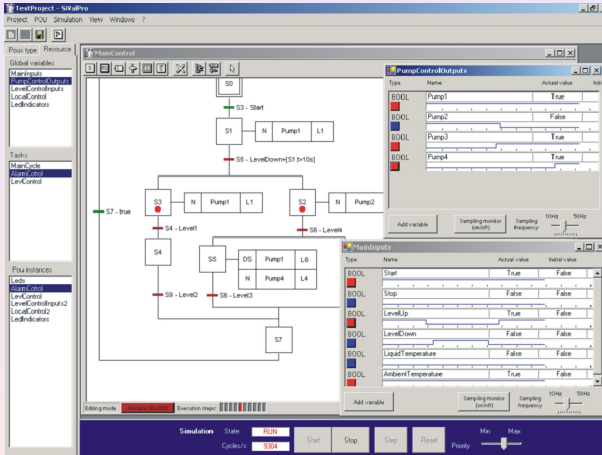 TestProject - SiValPro
Project POU Simulation View Windows ?
Pous type Resource
Global variables
MainInputs
PumpControlOutputs
LevelControlInputs
LocalControl
LedIndicators
Tasks
MainCycle
AlarmControl
LevControl
Pou instances
Leds
AlarmControl
LevControl
LevelControlInputs2
LocalControl2
LedIndicators
MainControl
S0
S3 - Start
S1 N Pump1 L1
S5 - LevelDown+[S1.t>10s]
S3 N Pump1 L1
S2 N Pump2
S7 - true
S4 - Level1
S6 - Level4
S4
S5 DS Pump1 L6
N Pump4 L4
S9 - Level2
S6 - Level3
S7
Editing mode Monitor (on/off) Execution steps:
PumpControlOutputs
Type Name Actual value
BOOL Pump1 True
BOOL Pump2 False
BOOL Pump3 True
BOOL Pump4 True
Add variable
Sampling monitor (on/off)
Sampling frequency
10Hz 50Hz
MainInputs
Type Name Actual value Initial value
BOOL Start True False
BOOL Stop False False
BOOL LevelUp True False
BOOL LevelDown False False
BOOL LiquidTemperature False False
BOOL AmbientTemperature True False
Add variable
Sampling monitor (on/off)
Sampling frequency
10Hz 50Hz
Simulation State: RUN
Cycles/s: 9304
Start Stop Step Reset
Priority Min Max